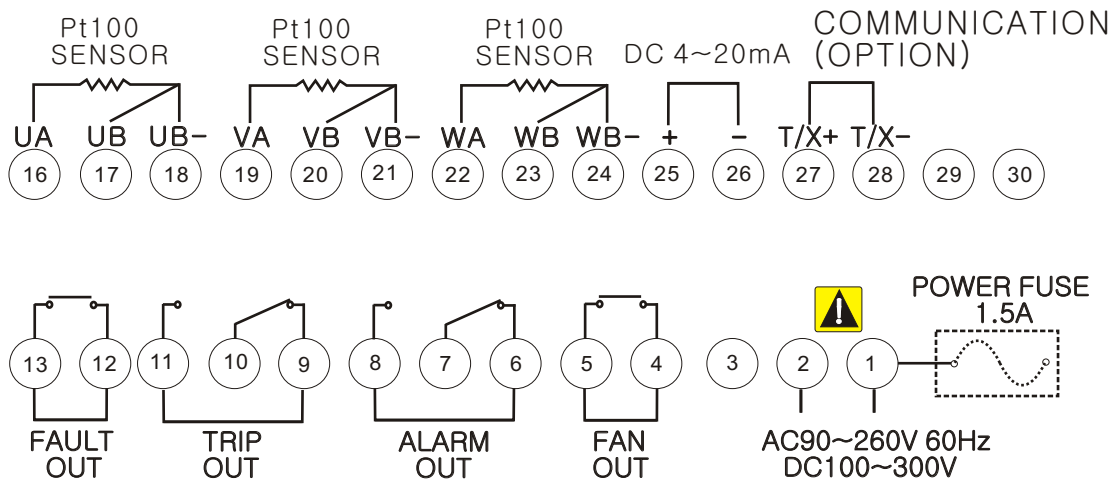 Pt100
SENSOR
Pt100
SENSOR
Pt100
SENSOR
DC 4~20mA
COMMUNICATION
(OPTION)
UA UB UB- VA VB VB- WA WB WB- + - T/X+ T/X-
16 17 18 19 20 21 22 23 24 25 26 27 28 29 30
POWER FUSE
1.5A
13 12 11 10 9 8 7 6 5 4 3 2 1
FAULT
OUT
TRIP
OUT
ALARM
OUT
FAN
OUT
AC90~260V 60Hz
DC100~300V